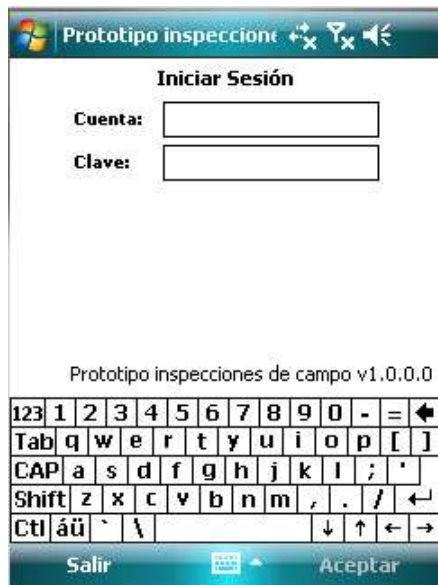 Prototipo inspeccione
Iniciar Sesión
Cuenta:
Clave:
Prototipo inspecciones de campo v1.0.0.0
123 1 2 3 4 5 6 7 8 9 0 - = 🡄
Tab q w e r t y u i o p [ ]
CAP a s d f g h j k l ; '
Shift z x c v b n m , . / ↵
Ctl áü ` \ ↓ ↑ ← →
Salir Aceptar